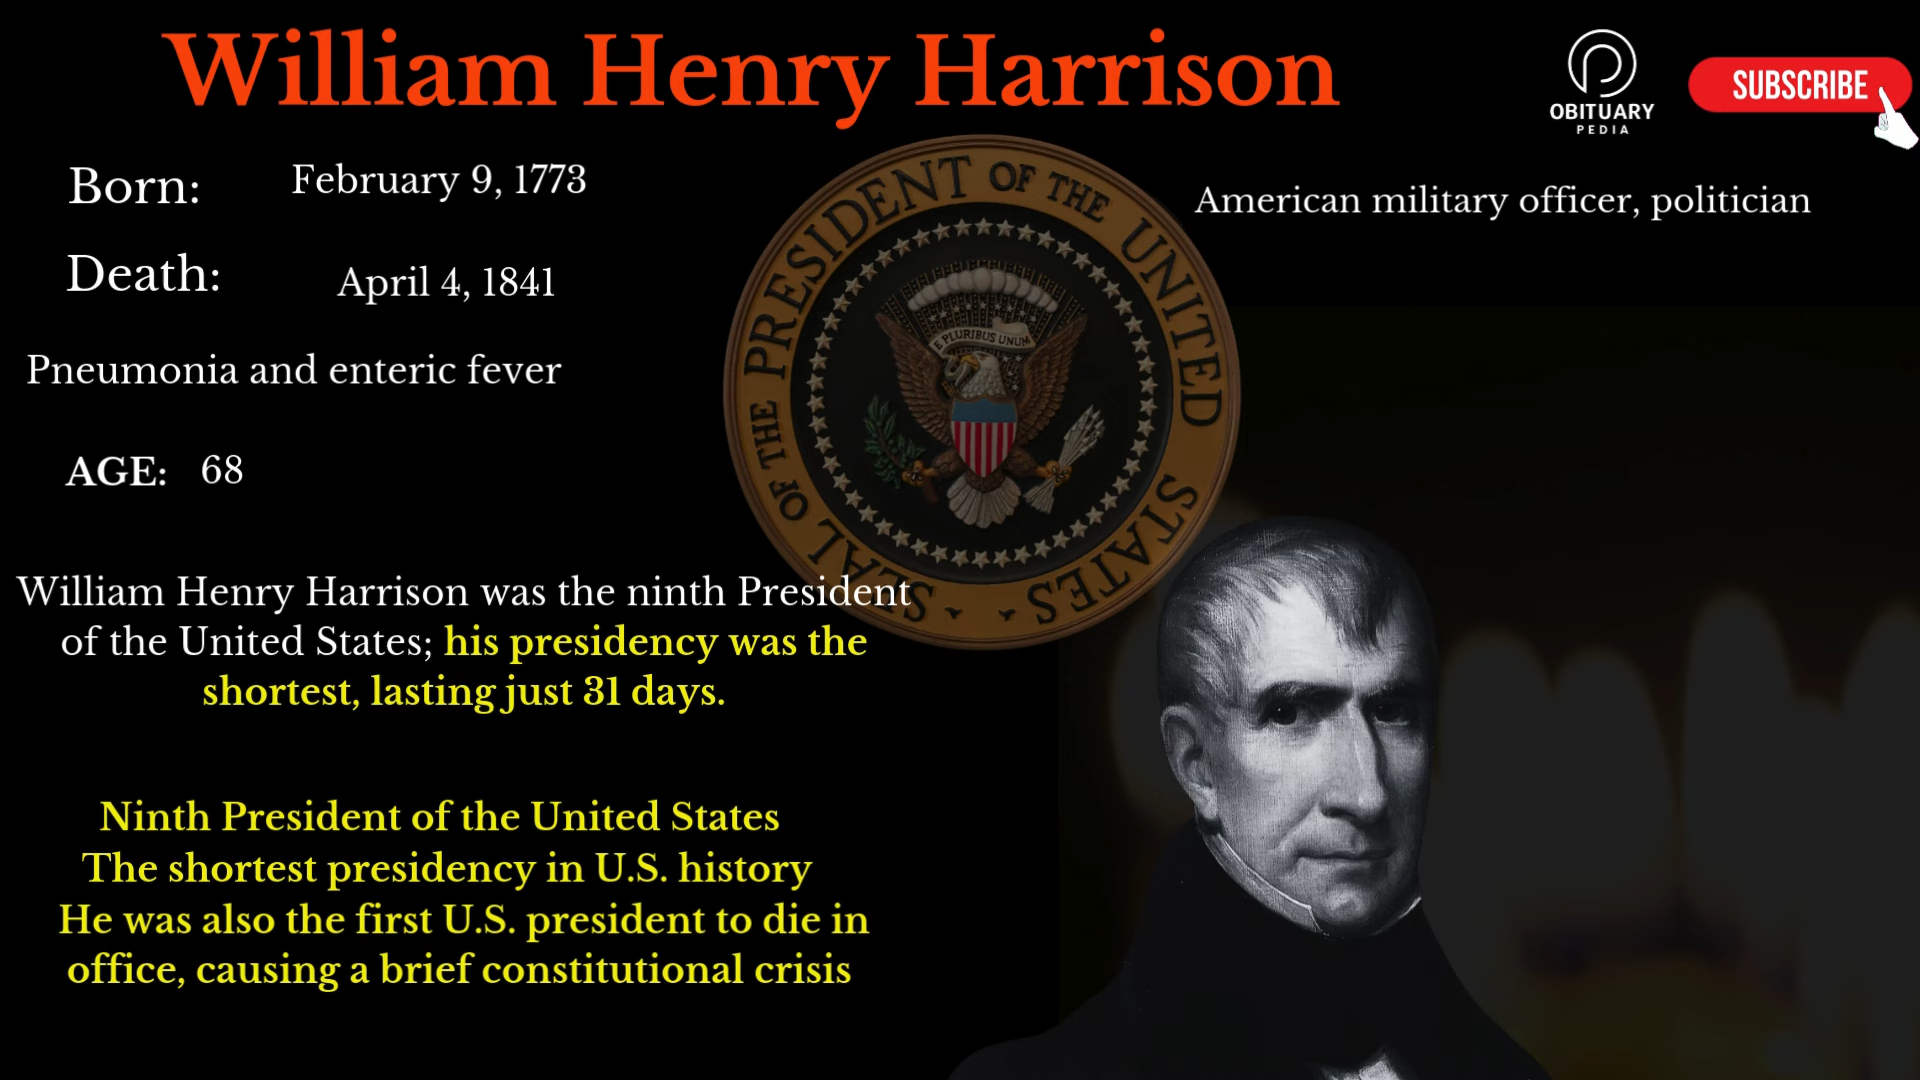 William Henry Harrison
OBITUARY
PEDIA
SUBSCRIBE
Born: February 9, 1773
American military officer, politician
Death: April 4, 1841
Pneumonia and enteric fever
AGE: 68
SEAL OF THE PRESIDENT OF THE UNITED STATES
E PLURIBUS UNUM
William Henry Harrison was the ninth President
of the United States; his presidency was the
shortest, lasting just 31 days.
Ninth President of the United States
The shortest presidency in U.S. history
He was also the first U.S. president to die in
office, causing a brief constitutional crisis